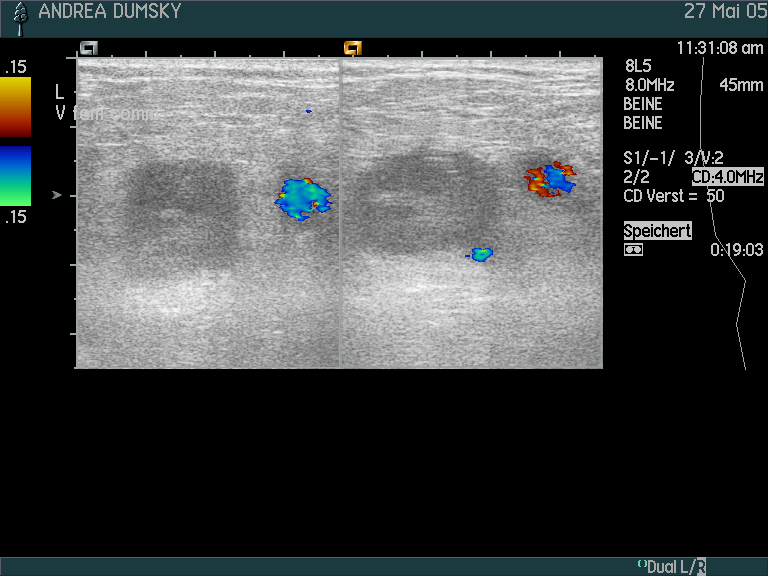 ANDREA DUMSKY
27 Mai 05
11:31:08 am
.15
.15
L
V fem comm
8L5
8.0MHz 45mm
BEINE
BEINE
S1/-1/ 3/V:2
2/2 CD:4.0MHz
CD Verst = 50
Speichert
0:19:03
Dual L/R